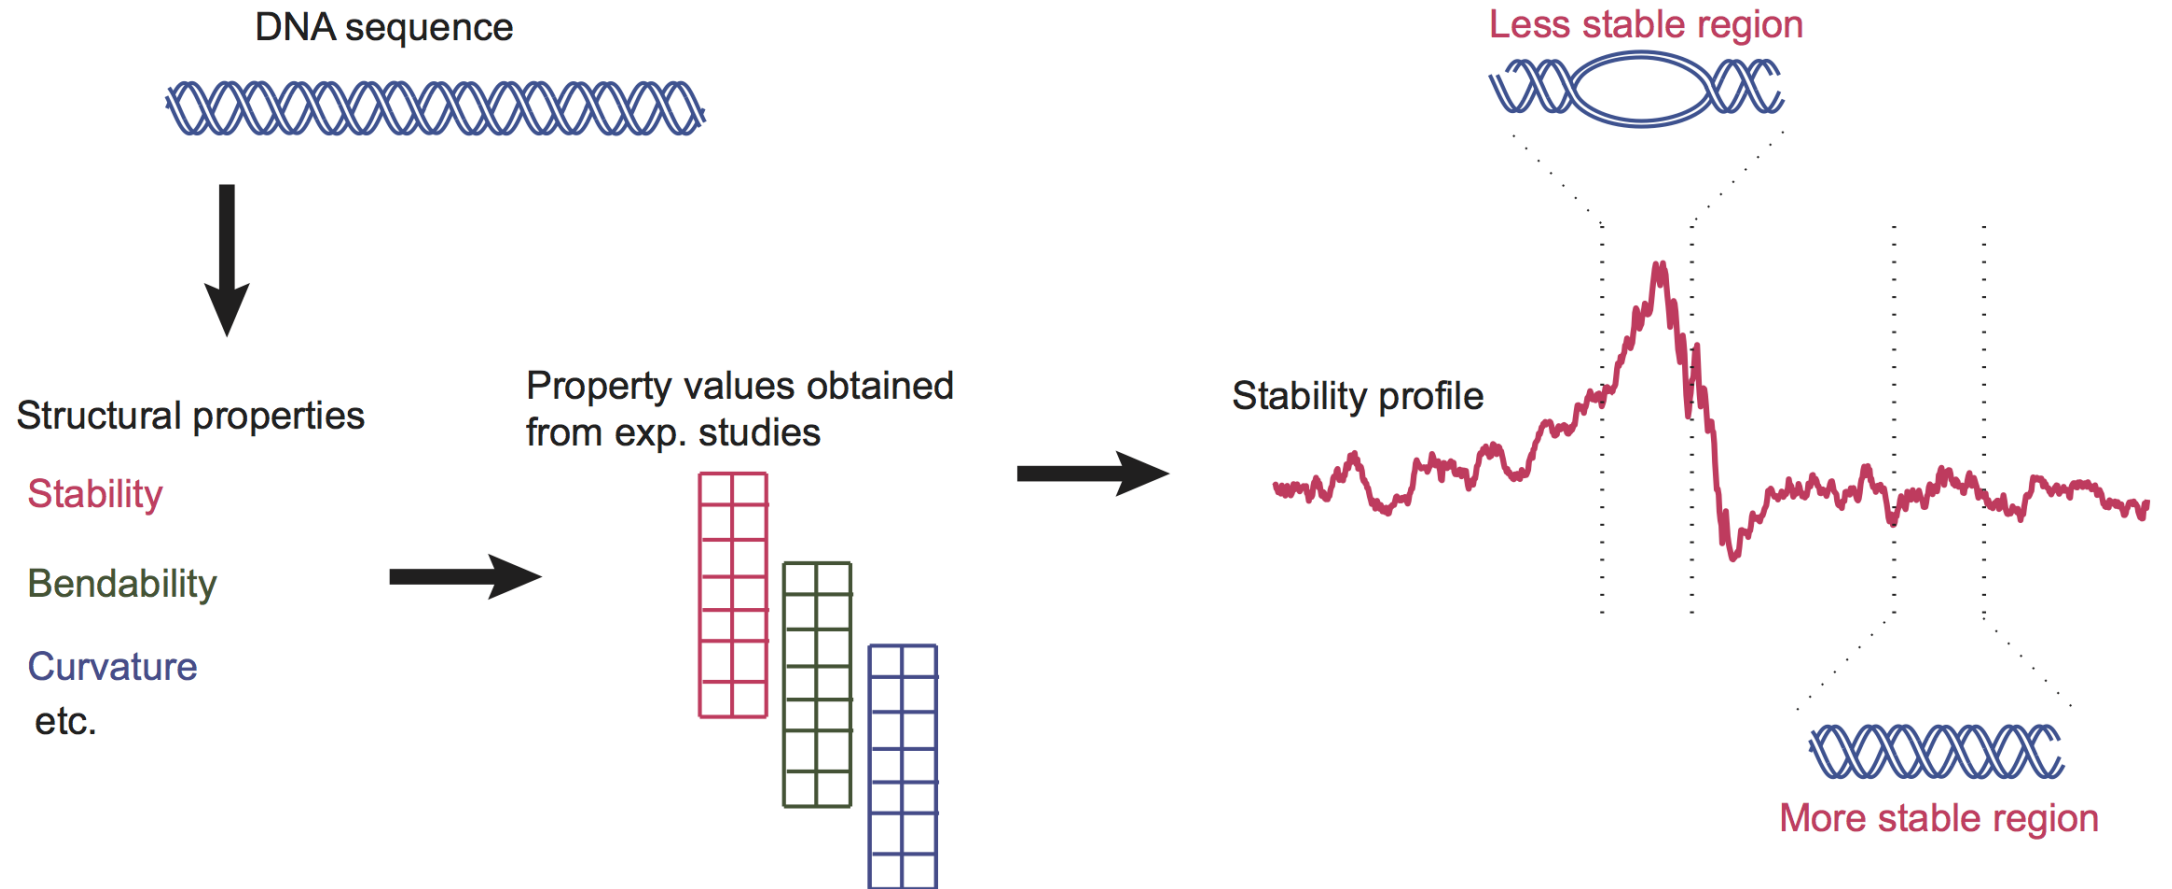 DNA sequence
Structural properties
Stability
Bendability
Curvature
etc.
Property values obtained
from exp. studies
Stability profile
Less stable region
More stable region